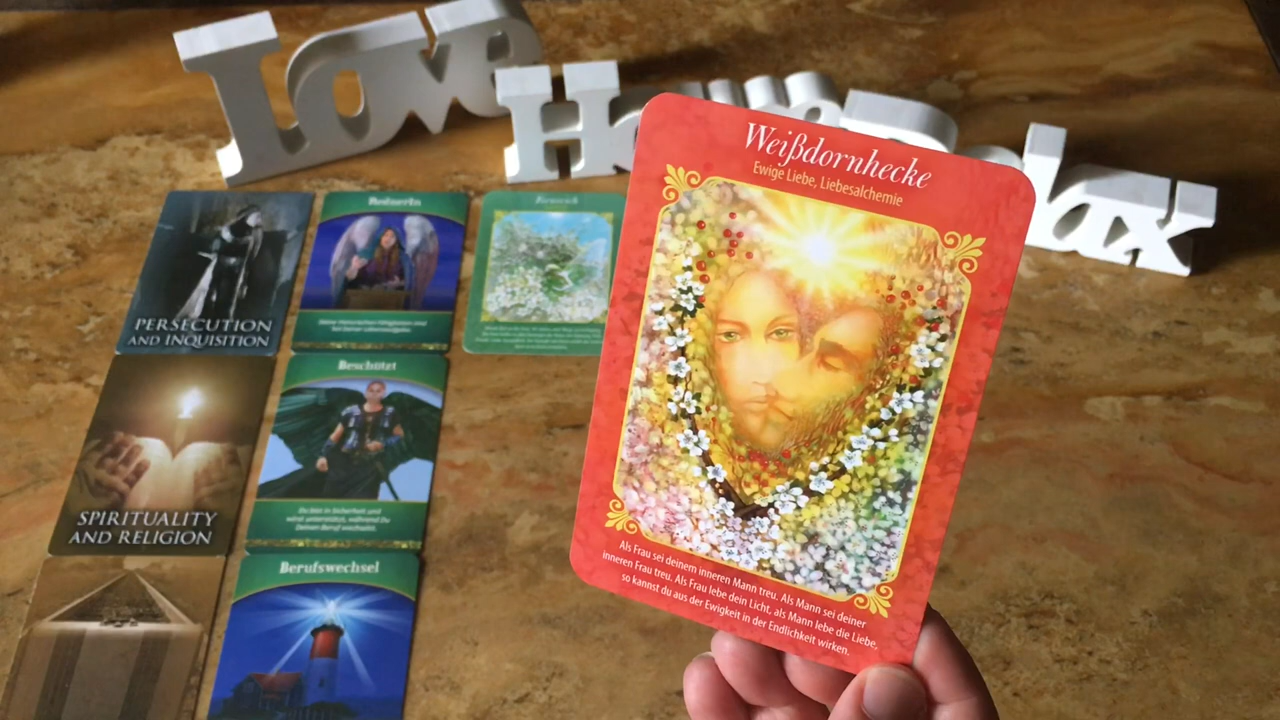 Love
Weißdornhecke
Ewige Liebe, Liebesalchemie
Als Frau sei deinem inneren Mann treu. Als Mann sei deiner
inneren Frau treu. Als Frau lebe dein Licht, als Mann lebe die Liebe,
so kannst du aus der Ewigkeit in der Endlichkeit wirken.
PERSECUTION
AND INQUISITION
Rednerin
SPIRITUALITY
AND RELIGION
Beschützt
Du bist in Sicherheit und
wirst unterstützt, während Du
Deinen Beruf wechselst.
Berufswechsel